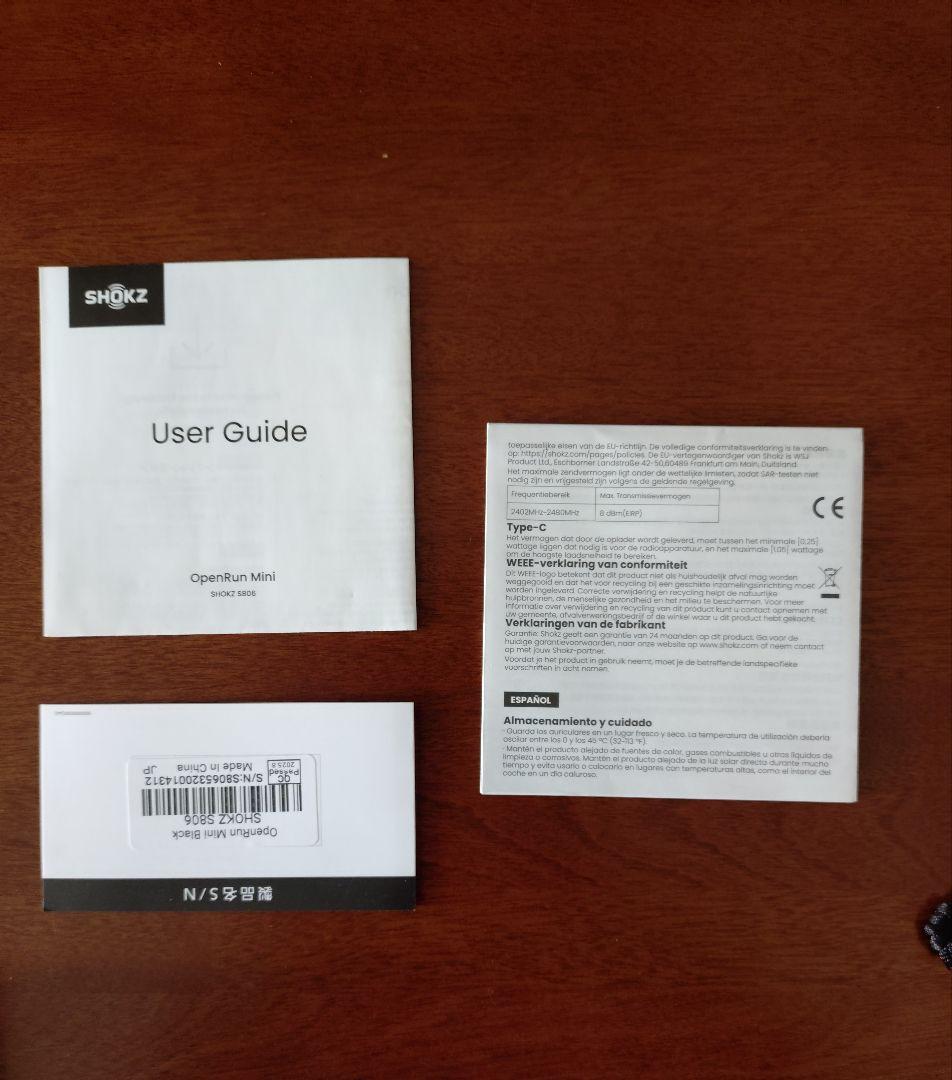 SHOKZ
User Guide
OpenRun Mini
SHOKZ S806
toepasselijke eisen van de EU-richtlijn. De volledige conformiteitsverklaring is te vinden
op: https://shokz.com/pages/policies. De EU-vertegenwoordiger van Shokz is WSJ
Product Ltd., Eschborner Landstraße 42-50,60489 Frankfurt am Main, Duitsland.
Het maximale zendvermogen ligt onder de wettelijke limieten, zodat SAR-testen niet
nodig zijn en vrijgesteld zijn volgens de geldende regelgeving.
Frequentiebereik Max. Transmissievermogen
2402MHz-2480MHz 8 dBm(EIRP)
CE
Type-C
Het vermogen dat door de oplader wordt geleverd, moet tussen het minimale [0,25]
wattage liggen dat nodig is voor de radioapparatuur, en het maximale [1,05] wattage
om de hoogste laadsnelheid te bereiken.
WEEE-verklaring van conformiteit
Dit WEEE-logo betekent dat dit product niet als huishoudelijk afval mag worden
weggegooid en dat het voor recycling bij een geschikte inzamelingsinrichting moet
worden ingeleverd. Correcte verwijdering en recycling helpt de natuurlijke
hulpbronnen, de menselijke gezondheid en het milieu te beschermen. Voor meer
informatie over verwijdering en recycling van dit product kunt u contact opnemen met
uw gemeente, afvalverwerkingsbedrijf of de winkel waar u dit product hebt gekocht.
Verklaringen van de fabrikant
Garantie: Shokz geeft een garantie van 24 maanden op dit product. Ga voor de
huidige garantievoorwaarden, naar onze website op www.shokz.com of neem contact
op met jouw Shokz-partner.
Voordat je het product in gebruik neemt, moet je de betreffende landspecifieke
voorschriften in acht nemen.
ESPAÑOL
Almacenamiento y cuidado
· Guarda los auriculares en un lugar fresco y seco. La temperatura de utilización debería
oscilar entre los 0 y los 45 °C (32-113 °F).
· Mantén el producto alejado de fuentes de calor, gases combustibles u otros líquidos de
limpieza o corrosivos. Mantén el producto alejado de la luz solar directa durante mucho
tiempo y evita usarlo o colocarlo en lugares con temperaturas altas, como el interior del
coche en un día caluroso.
製品名S/N
OpenRun Mini Black
SHOKZ S806
S/N:S8065320014312
Made In China JP
QC
Passed
2025.8